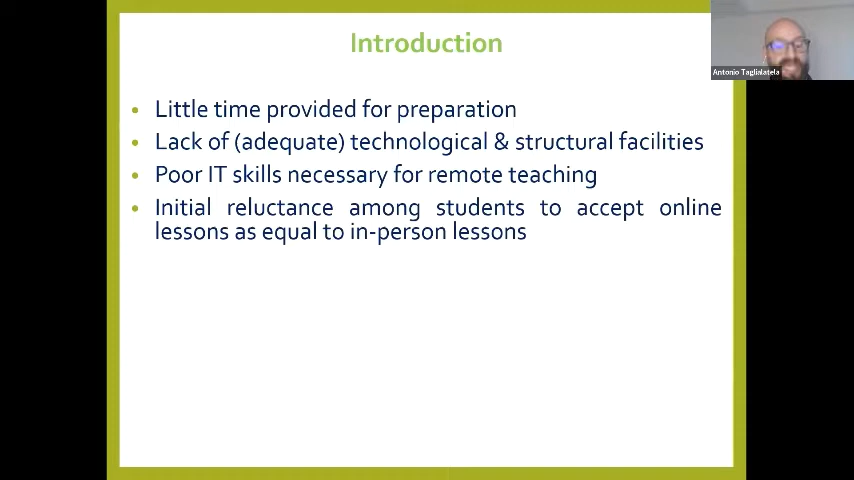 Introduction
Antonio Taglialatela
• Little time provided for preparation
• Lack of (adequate) technological & structural facilities
• Poor IT skills necessary for remote teaching
• Initial reluctance among students to accept online
lessons as equal to in-person lessons